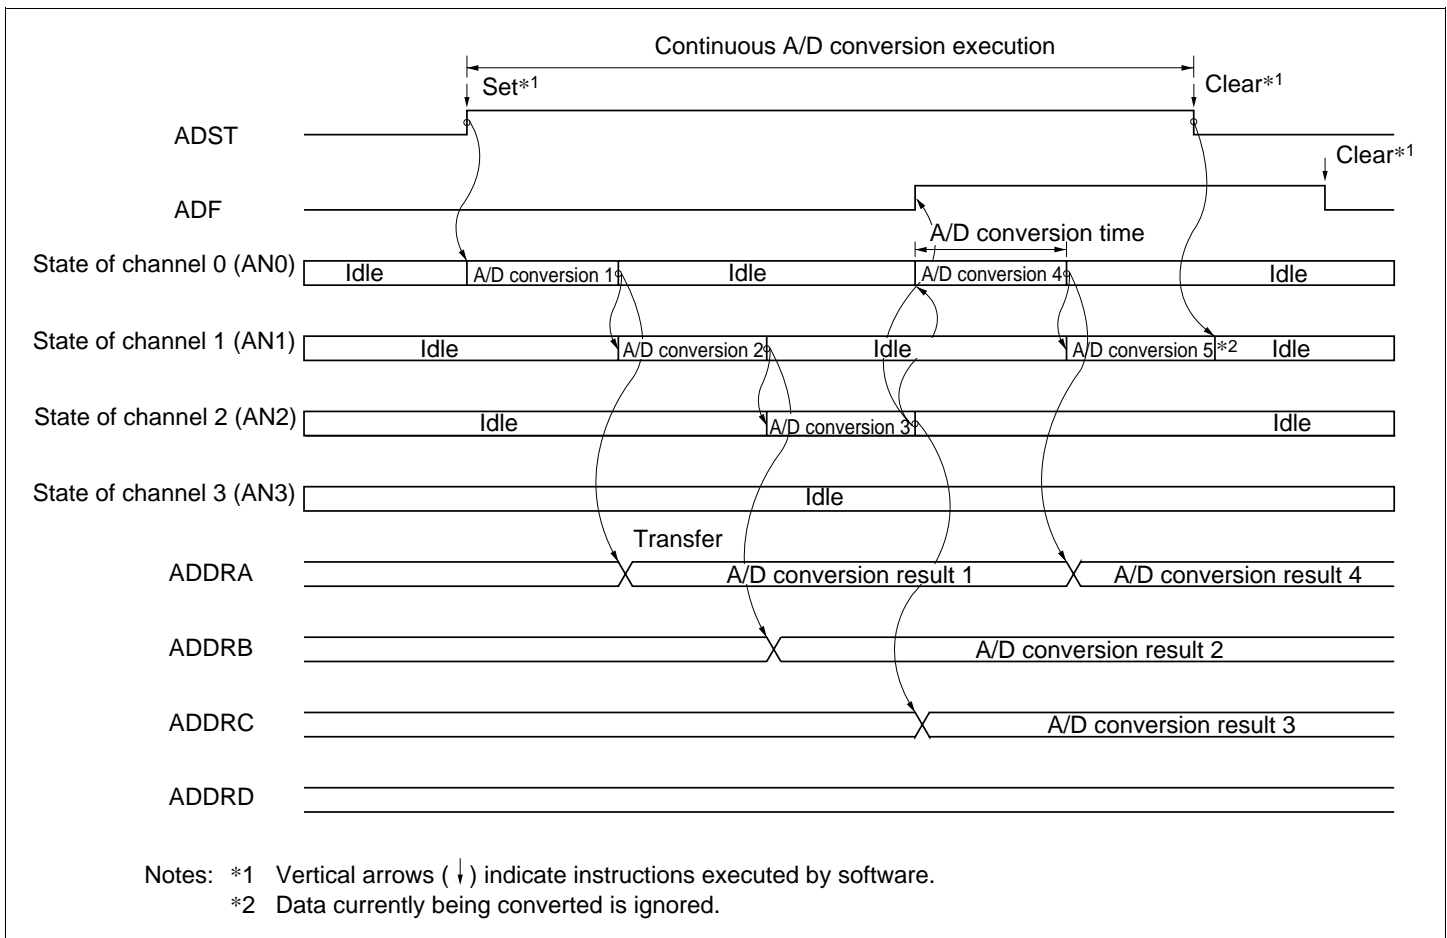 Continuous A/D conversion execution
Set*1
Clear*1
ADST
Clear*1
ADF
A/D conversion time
State of channel 0 (AN0)
Idle
A/D conversion 1
Idle
A/D conversion 4
Idle
State of channel 1 (AN1)
Idle
A/D conversion 2
Idle
A/D conversion 5
*2
Idle
State of channel 2 (AN2)
Idle
A/D conversion 3
Idle
State of channel 3 (AN3)
Idle
Transfer
ADDRA
A/D conversion result 1
A/D conversion result 4
ADDRB
A/D conversion result 2
ADDRC
A/D conversion result 3
ADDRD
Notes: *1 Vertical arrows (↓) indicate instructions executed by software.
*2 Data currently being converted is ignored.